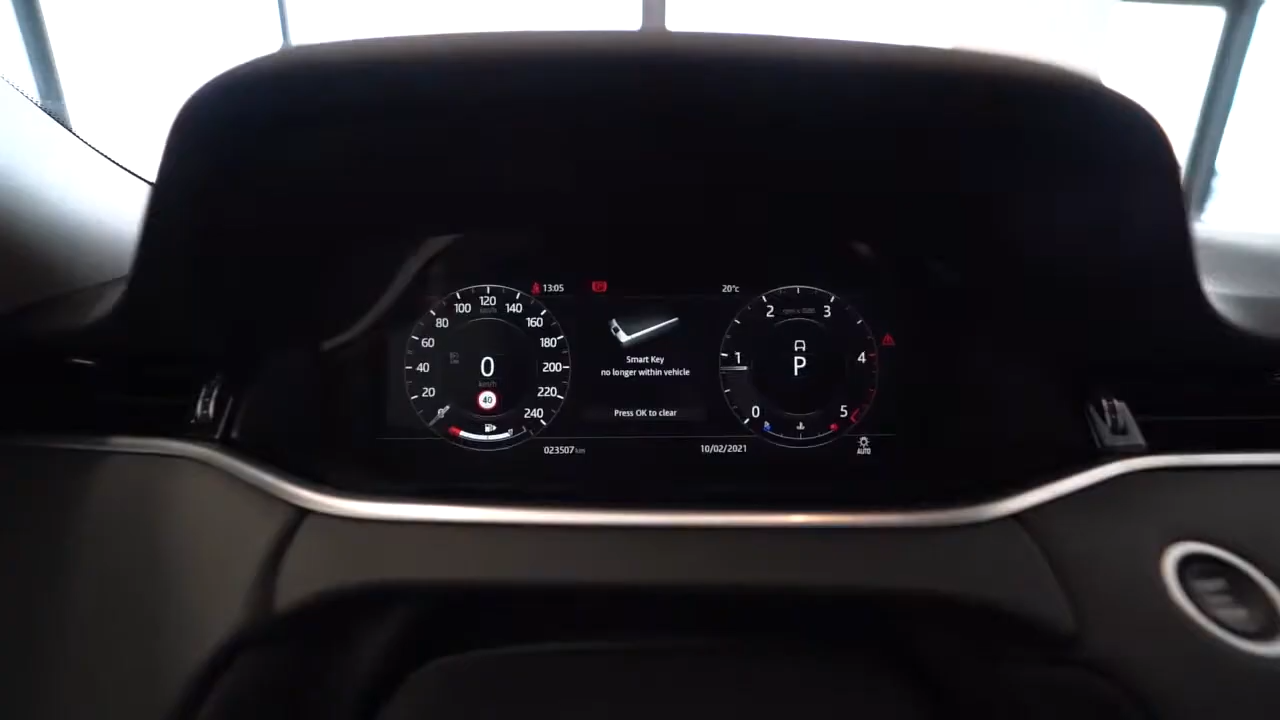 13:05
20°c
120
100
140
80
160
60
180
40
200
20
220
240
0
km/h
40
Smart Key
no longer within vehicle
Press OK to clear
2
3
1
4
0
5
P
023507 km
10/02/2021
AUTO